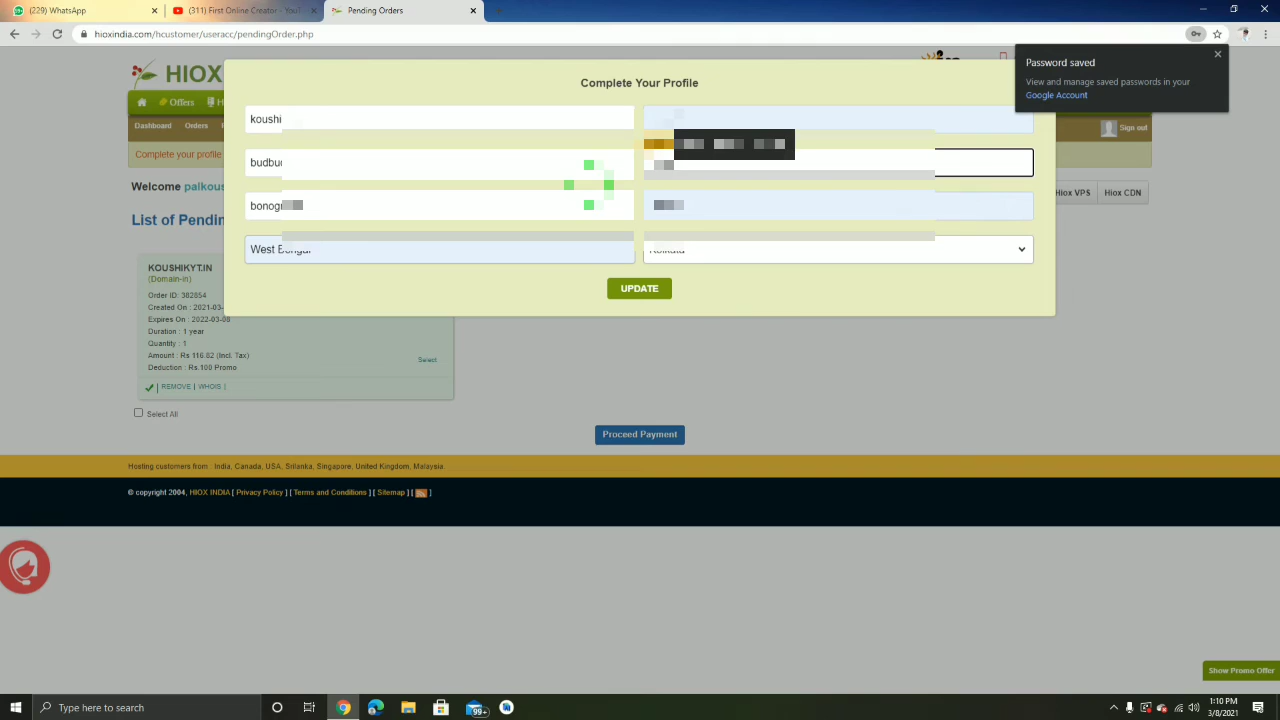 (229) WhatsApp
(57) First Online Creator
Pending Orders
hioxindia.com/hcustomer/useracc/pendingOrder.php
Password saved
View and manage saved passwords in your
Google Account
HIOX
Offers
Dashboard Orders
Sign out
Complete your profile
Complete Your Profile
koushi
budbud
West Bengal
Kolkata
UPDATE
Hiox VPS
Hiox CDN
Welcome
List of Pendin
KOUSHIKYT.IN
(Domain-in)
Order ID: 382854
Created On : 2021-03-
Expires On : 2022-03-08
Duration : 1 year
Quantity : 1
Amount : Rs 116.82 (Incl. Tax)
Deduction : Rs.100 Promo
Select
REMOVE | WHOIS |
Select All
Proceed Payment
Hosting customers from : India, Canada, USA, Srilanka, Singapore, United Kingdom, Malaysia.
© copyright 2004, HIOX INDIA [ Privacy Policy ] [ Terms and Conditions ] [ Sitemap ] [ ]
Show Promo Offer
Type here to search
99+
1:10 PM
3/8/2021